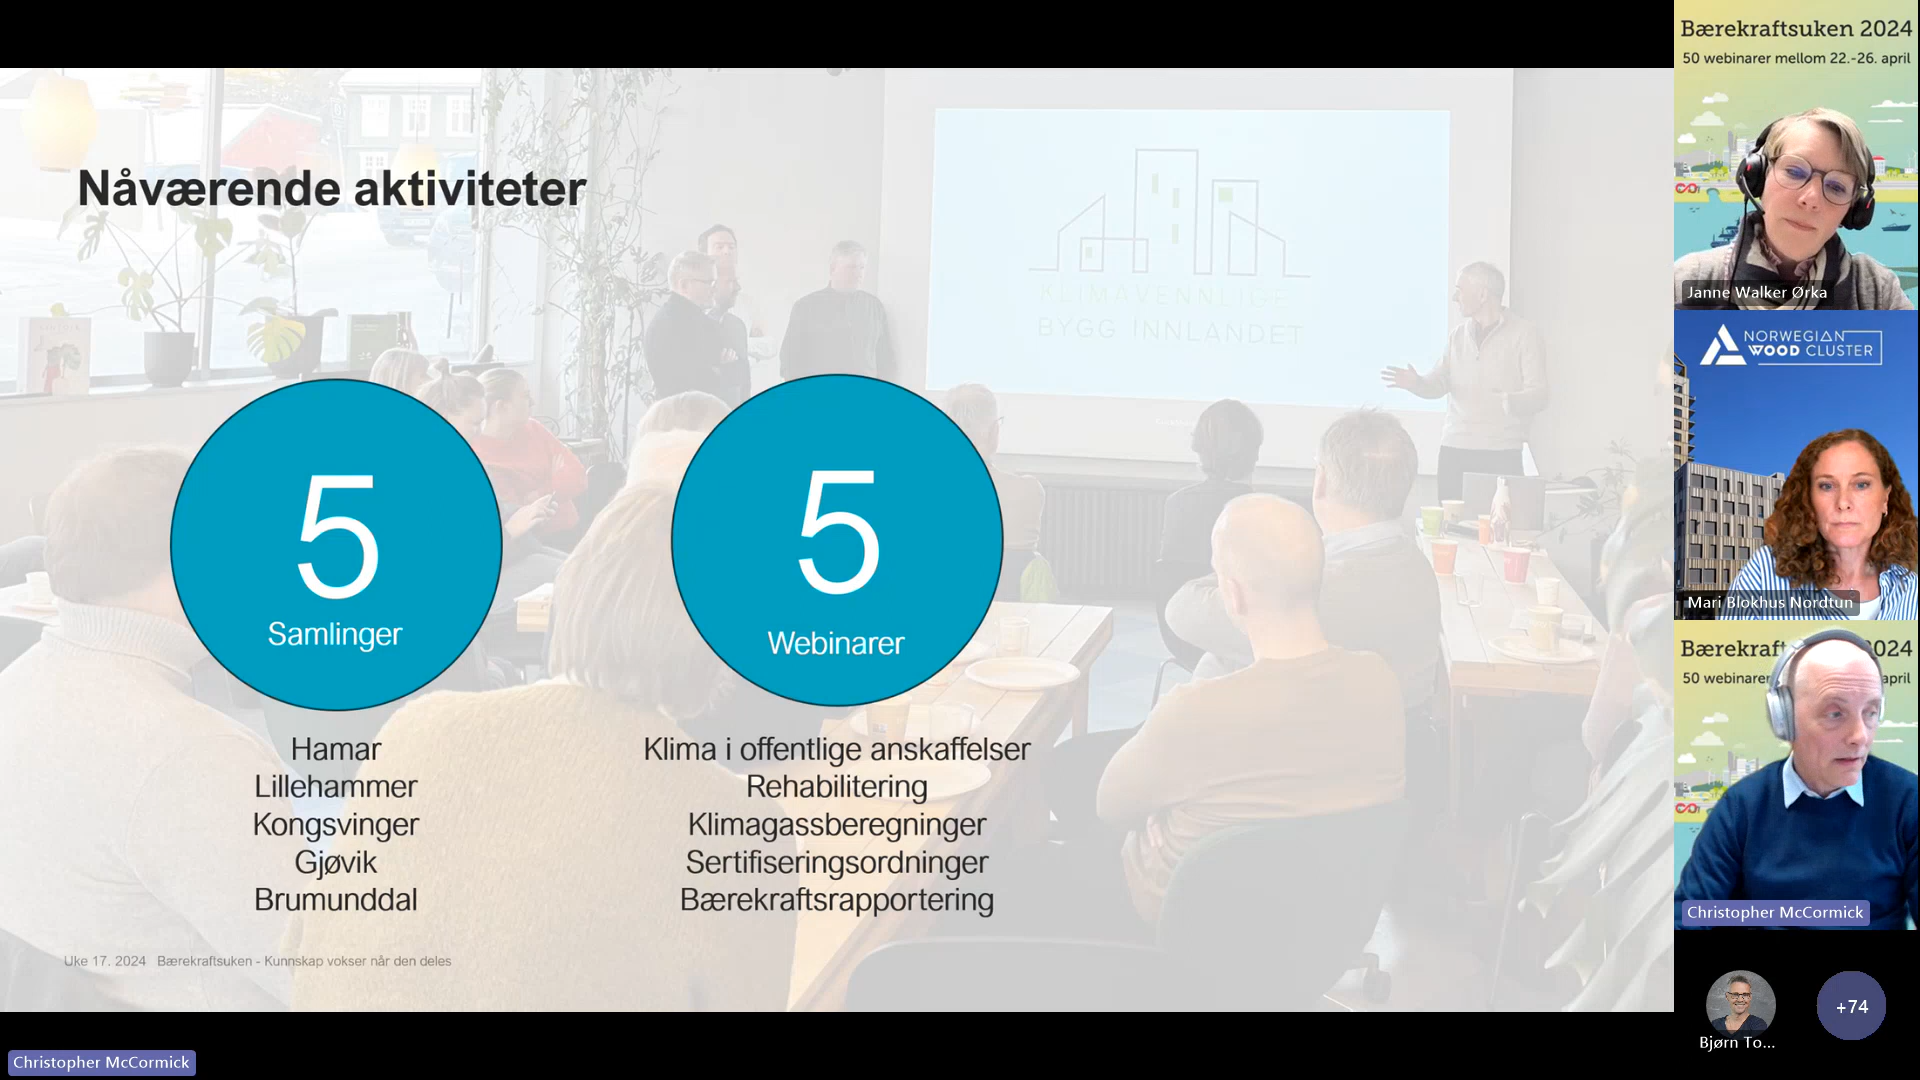 Nåværende aktiviteter
KLIMAVENNLIGE
BYGG INNLANDET
5
Samlinger
Hamar
Lillehammer
Kongsvinger
Gjøvik
Brumunddal
5
Webinarer
Klima i offentlige anskaffelser
Rehabilitering
Klimagassberegninger
Sertifiseringsordninger
Bærekraftsrapportering
Uke 17. 2024 Bærekraftsuken - Kunnskap vokser når den deles
Christopher McCormick
Bærekraftsuken 2024
50 webinarer mellom 22.-26. april
Janne Walker Ørka
NORWEGIAN
WOOD CLUSTER
Mari Blokhus Nordtun
Bærekraft 024
50 webinarer april
Christopher McCormick
Bjørn To...
+74